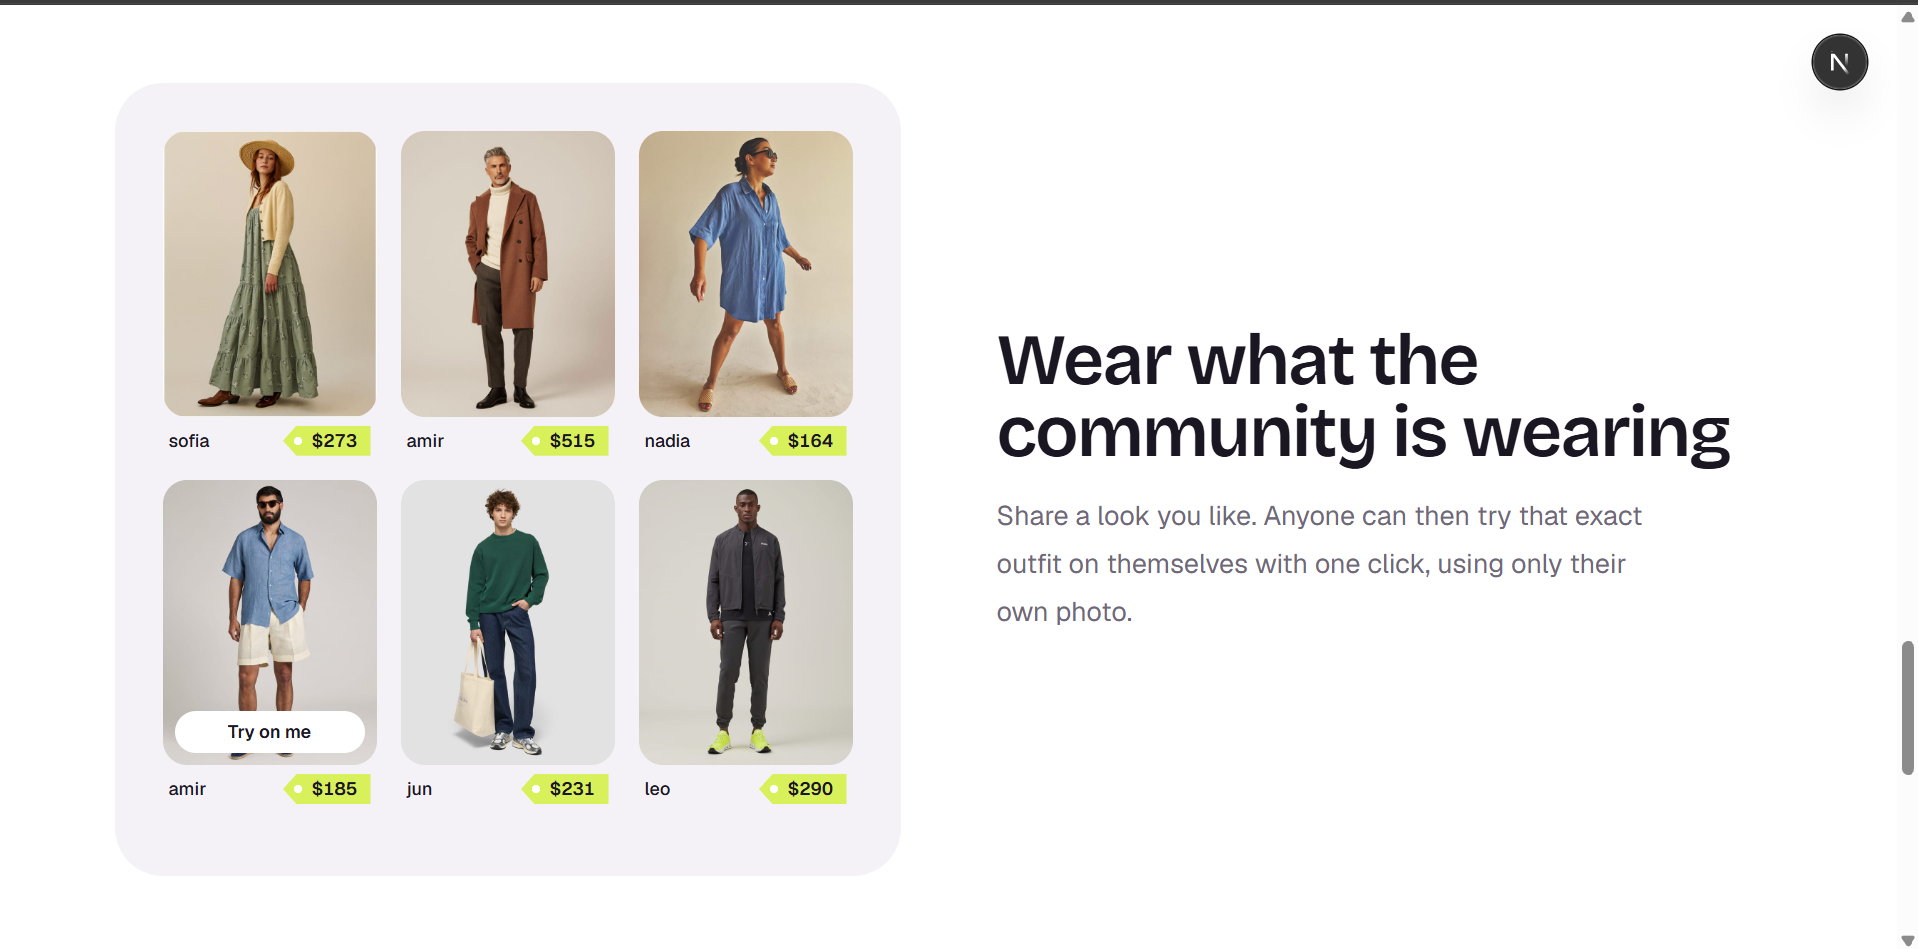 N
sofia
$273
amir
$515
nadia
$164
Try on me
amir
$185
jun
$231
leo
$290
Wear what the
community is wearing
Share a look you like. Anyone can then try that exact
outfit on themselves with one click, using only their
own photo.